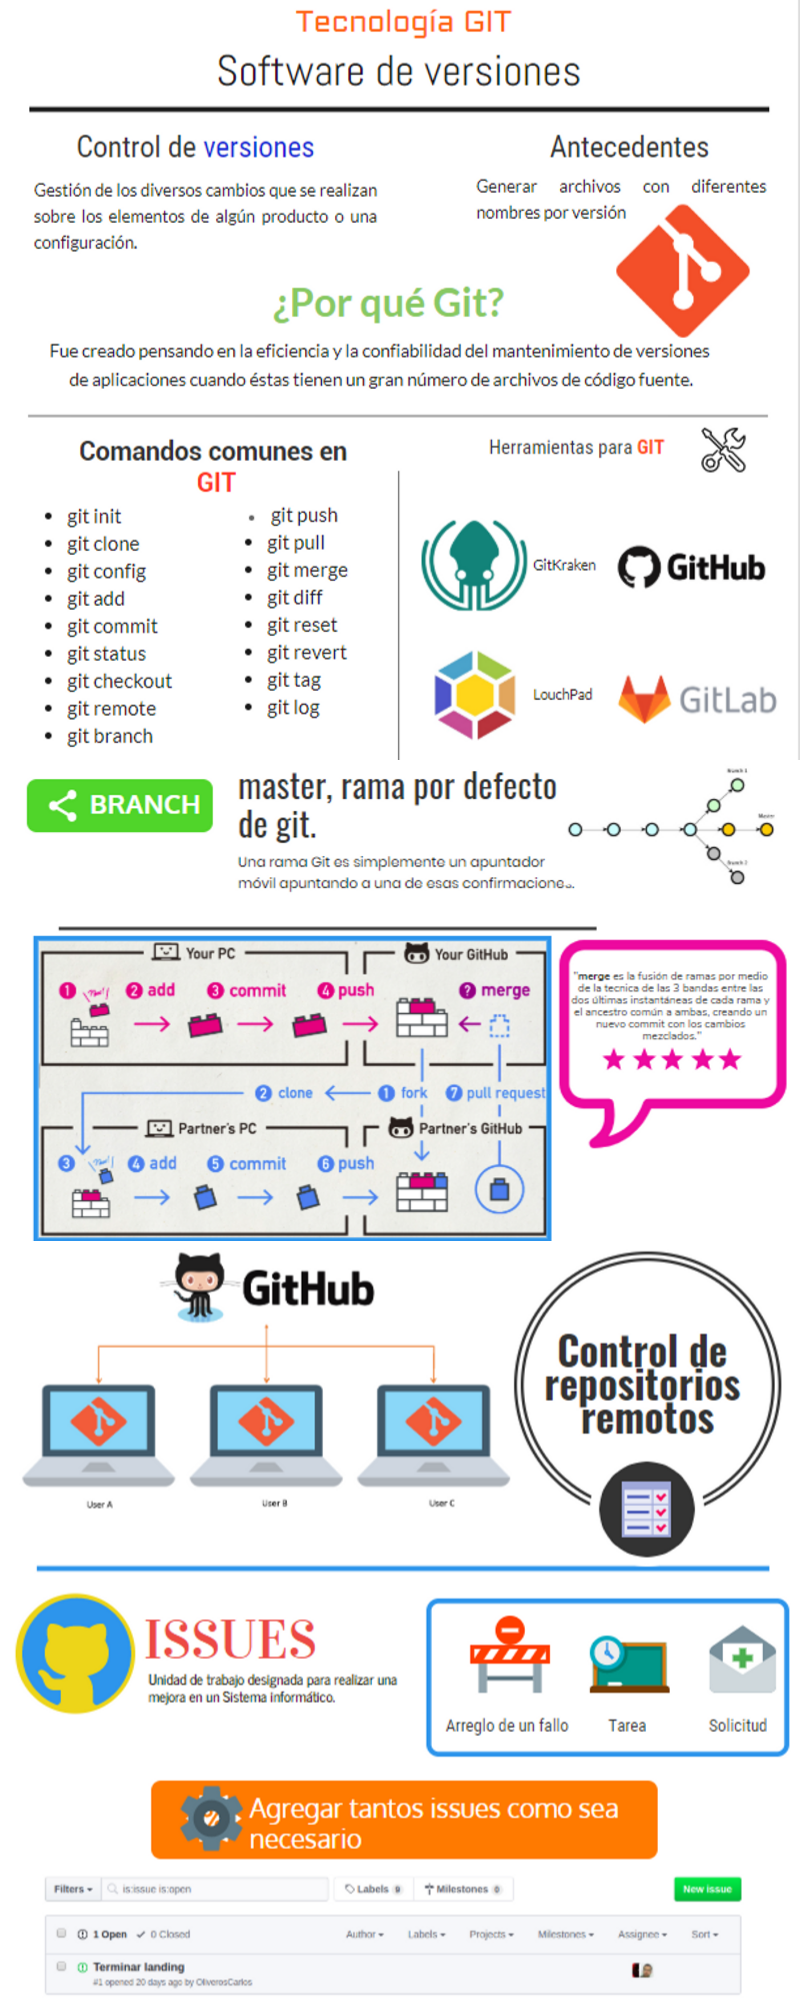 Tecnología GIT
Software de versiones
Control de versiones
Gestión de los diversos cambios que se realizan
sobre los elementos de algún producto o una
configuración.
Antecedentes
Generar archivos con diferentes
nombres por versión
¿Por qué Git?
Fue creado pensando en la eficiencia y la confiabilidad del mantenimiento de versiones
de aplicaciones cuando éstas tienen un gran número de archivos de código fuente.
Comandos comunes en
GIT
• git init
• git clone
• git config
• git add
• git commit
• git status
• git checkout
• git remote
• git branch
• git push
• git pull
• git merge
• git diff
• git reset
• git revert
• git tag
• git log
Herramientas para GIT
GitKraken
GitHub
LouchPad
GitLab
BRANCH
master, rama por defecto
de git.
Una rama Git es simplemente un apuntador
móvil apuntando a una de esas confirmaciones.
Branch 1
Master
Branch 2
Your PC
Your GitHub
1 New!
2 add
3 commit
4 push
? merge
2 clone
1 fork
7 pull request
Partner's PC
Partner's GitHub
3 New!
4 add
5 commit
6 push
"merge es la fusión de ramas por medio
de la tecnica de las 3 bandas entre las
dos últimas instantáneas de cada rama y
el ancestro común a ambas, creando un
nuevo commit con los cambios
mezclados."
GitHub
User A
User B
User C
Control de
repositorios
remotos
ISSUES
Unidad de trabajo designada para realizar una
mejora en un Sistema informático.
Arreglo de un fallo
Tarea
Solicitud
Agregar tantos issues como sea
necesario
Filters
is:issue is:open
Labels 9
Milestones 0
New issue
1 Open
0 Closed
Author
Labels
Projects
Milestones
Assignee
Sort
Terminar landing
#1 opened 20 days ago by OliverosCarlos